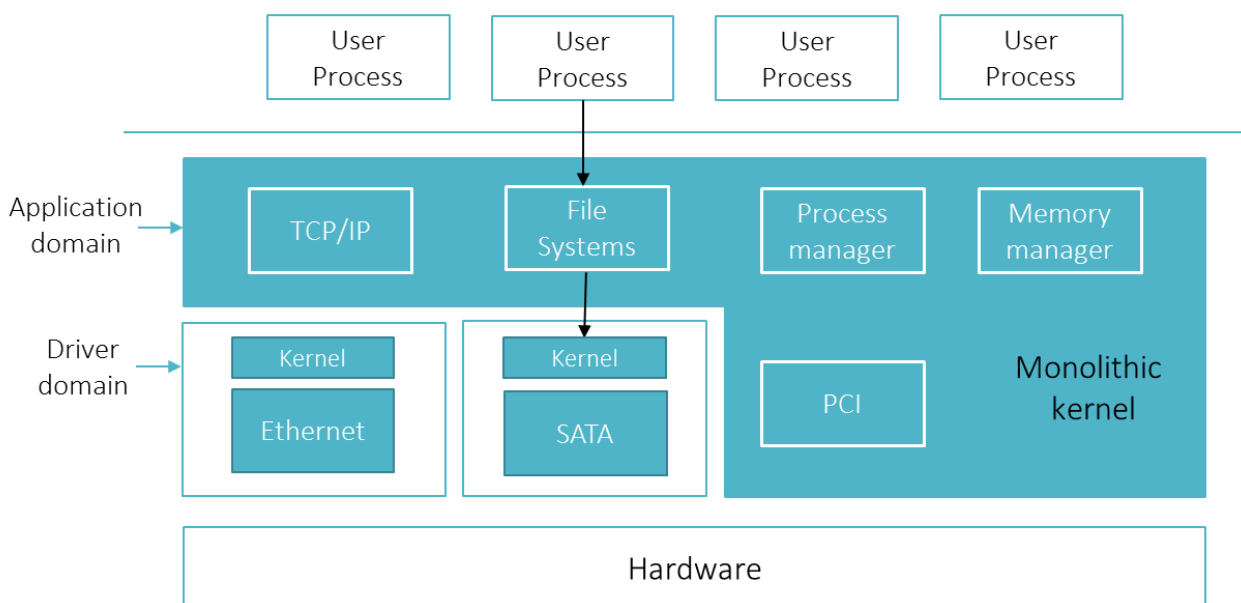 User
Process
User
Process
User
Process
User
Process
Application
domain
TCP/IP
File
Systems
Process
manager
Memory
manager
Driver
domain
Kernel
Ethernet
Kernel
SATA
PCI
Monolithic
kernel
Hardware